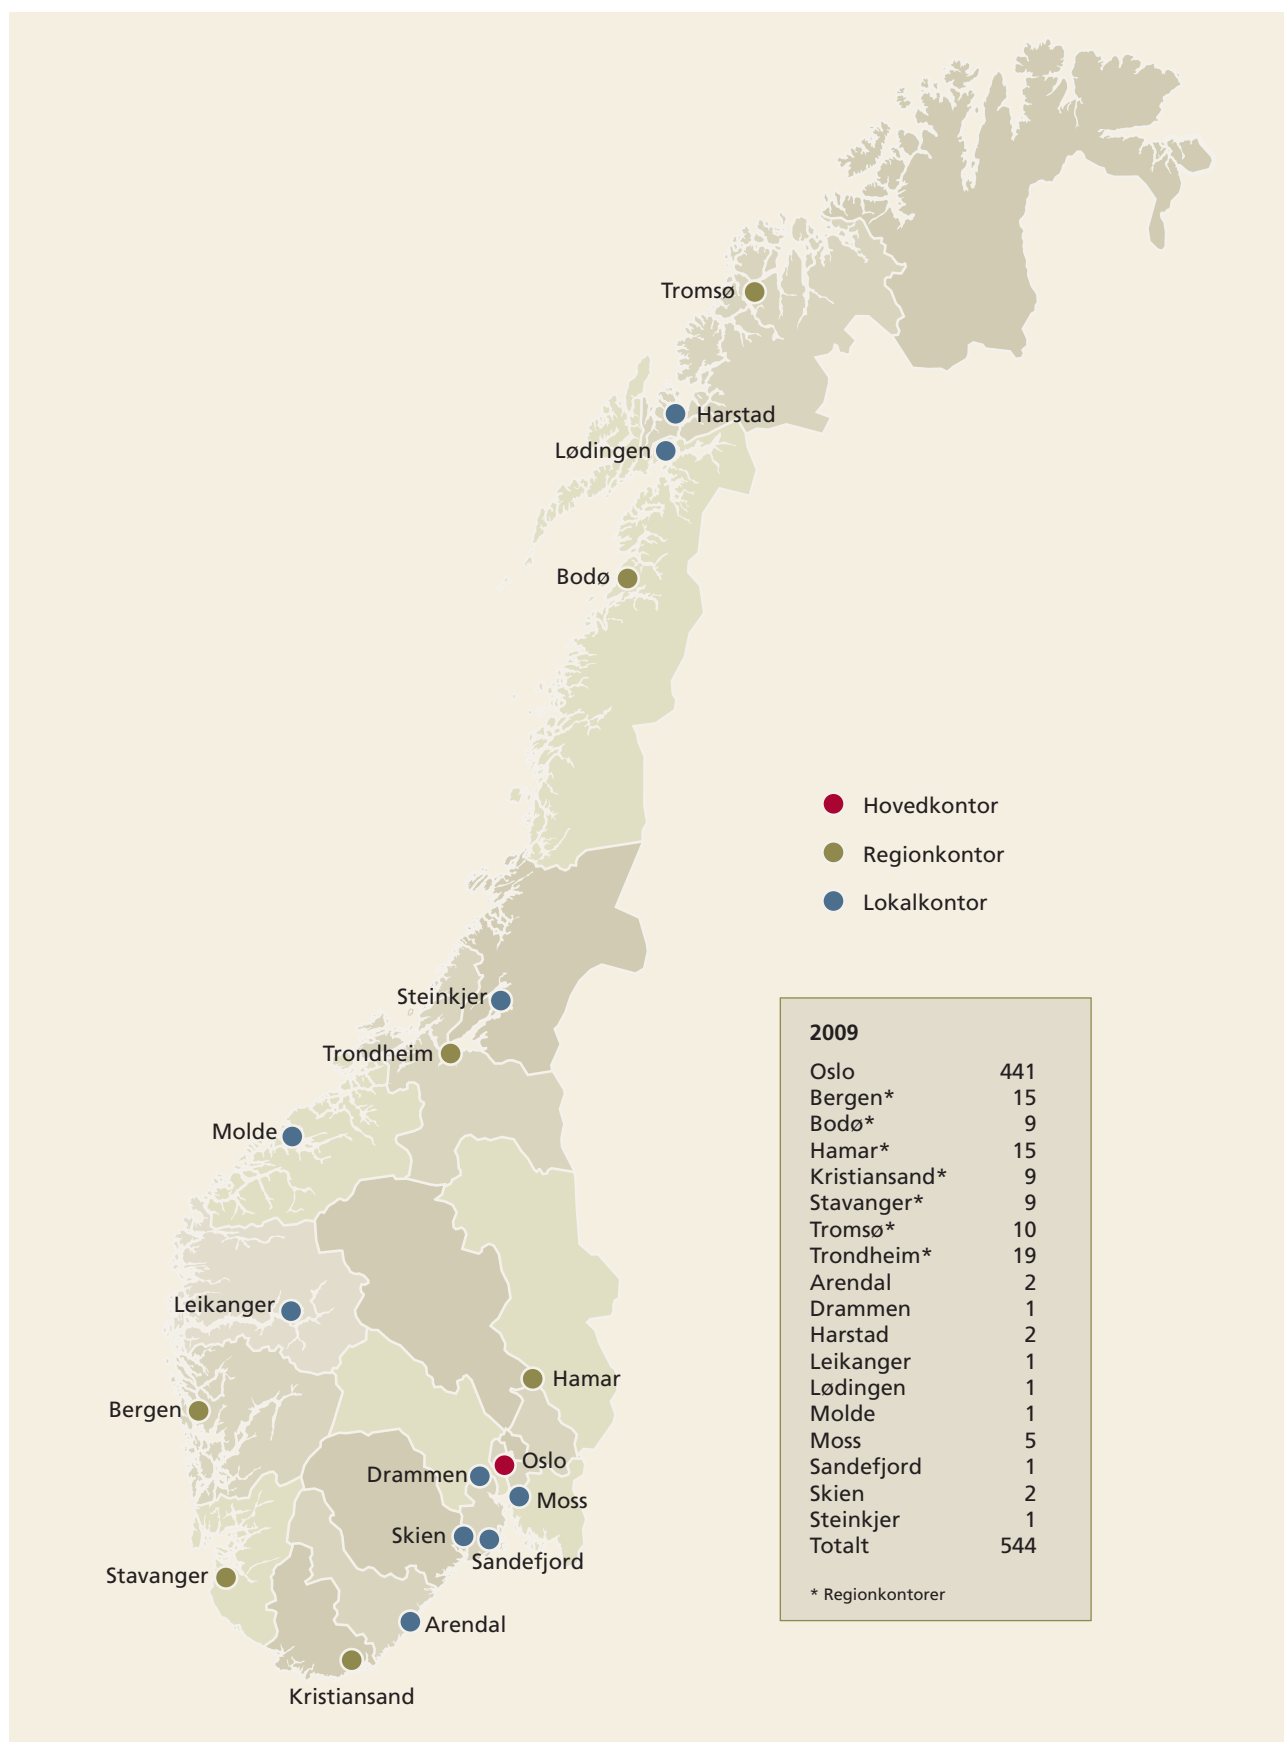 Tromsø
Harstad
Lødingen
Bodø
Hovedkontor
Regionkontor
Lokalkontor
Steinkjer
Trondheim
Molde
Leikanger
Hamar
Bergen
Oslo
Drammen
Moss
Skien
Sandefjord
Stavanger
Arendal
Kristiansand
2009
Oslo 441
Bergen* 15
Bodø* 9
Hamar* 15
Kristiansand* 9
Stavanger* 9
Tromsø* 10
Trondheim* 19
Arendal 2
Drammen 1
Harstad 2
Leikanger 1
Lødingen 1
Molde 1
Moss 5
Sandefjord 1
Skien 2
Steinkjer 1
Totalt 544
* Regionkontorer